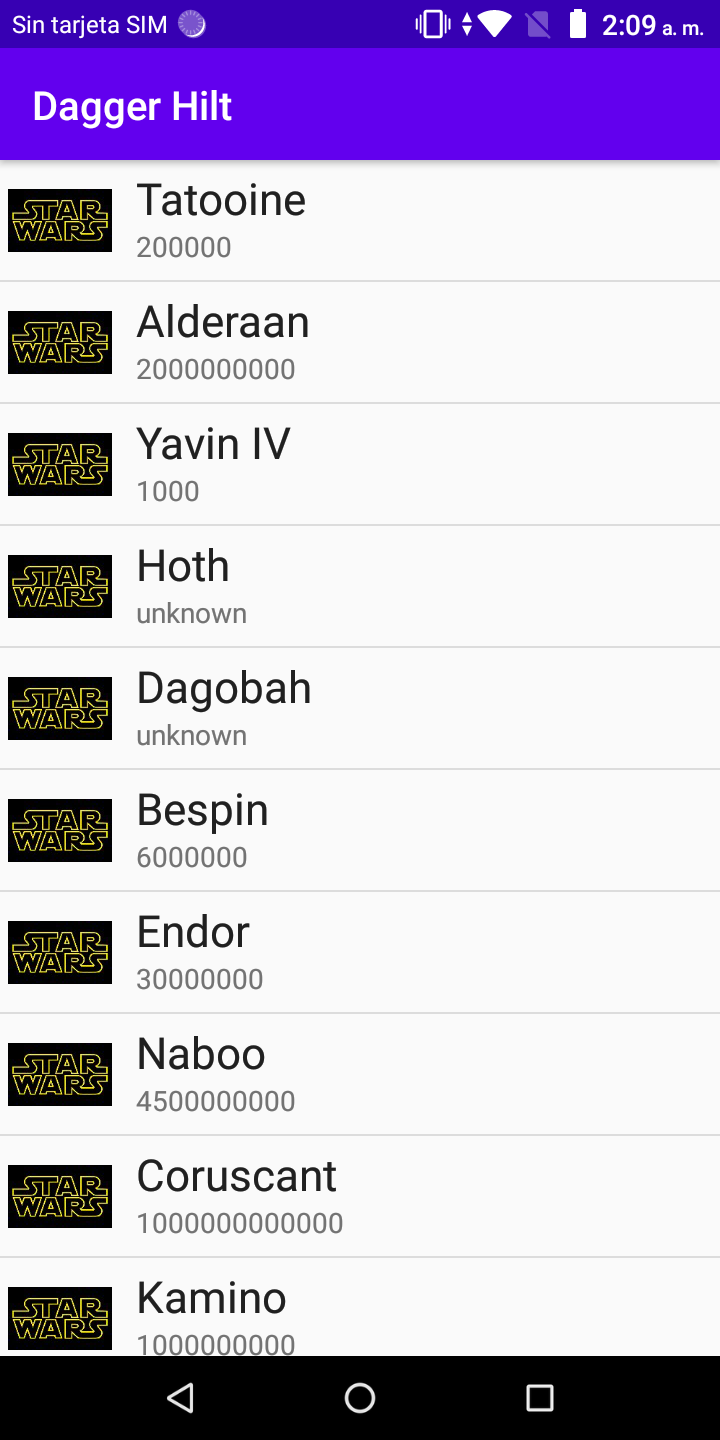 Sin tarjeta SIM
2:09 a. m.
Dagger Hilt
STAR
WARS
Tatooine
200000
STAR
WARS
Alderaan
2000000000
STAR
WARS
Yavin IV
1000
STAR
WARS
Hoth
unknown
STAR
WARS
Dagobah
unknown
STAR
WARS
Bespin
6000000
STAR
WARS
Endor
30000000
STAR
WARS
Naboo
4500000000
STAR
WARS
Coruscant
1000000000000
STAR
WARS
Kamino
1000000000